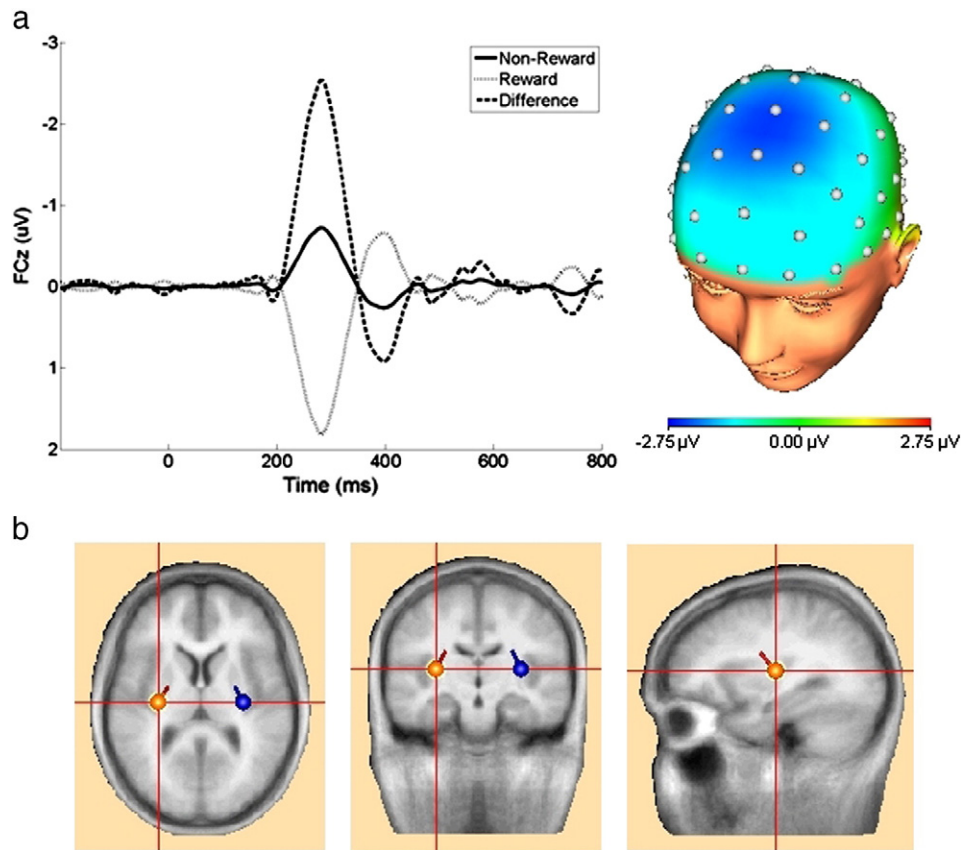 a
-3
-2
-1
0
1
2
FCz (uV)
Non-Reward
Reward
Difference
0 200 400 600 800
Time (ms)
-2.75 µV 0.00 µV 2.75 µV
b